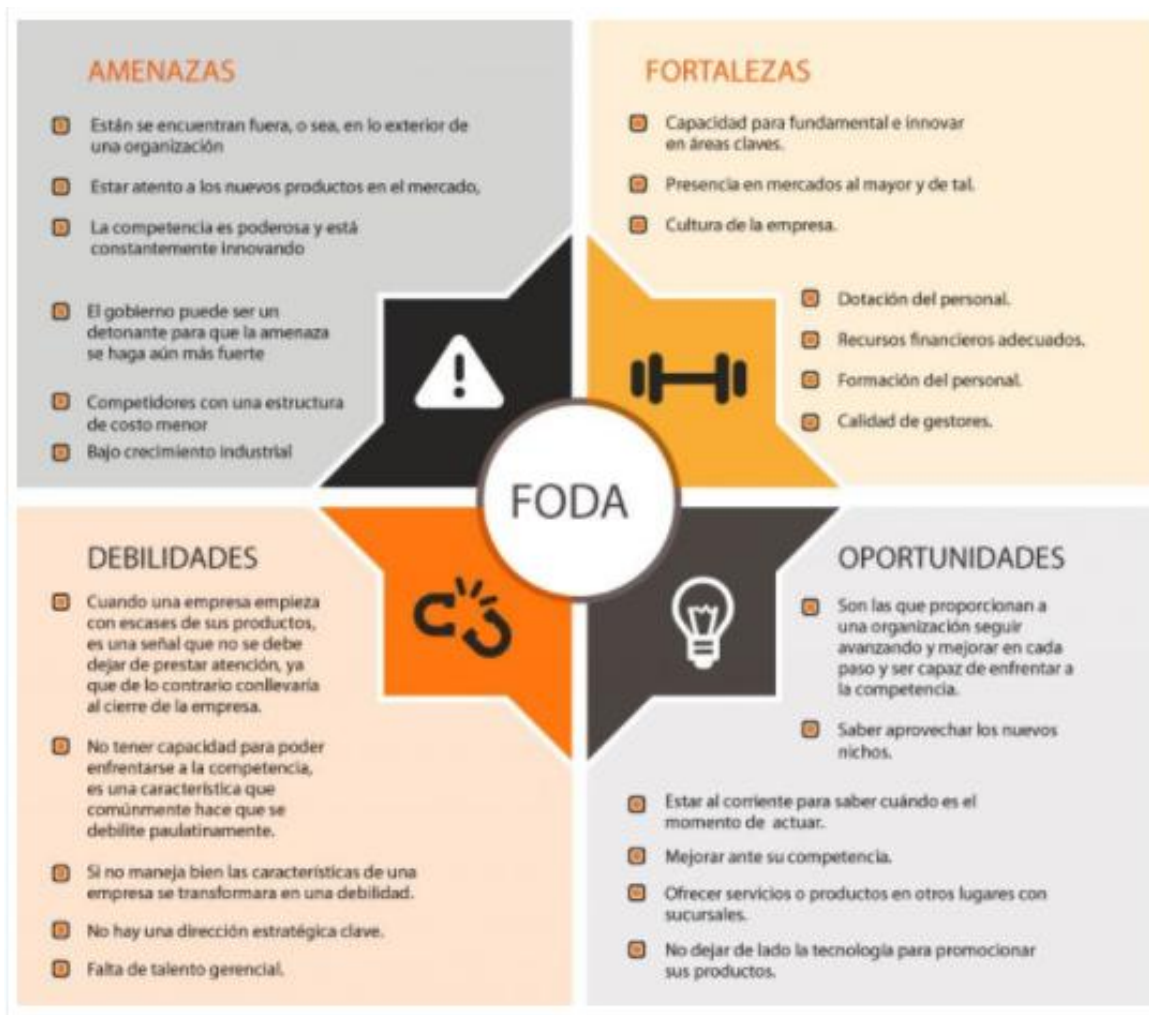 AMENAZAS
Están se encuentran fuera, o sea, en lo exterior de
una organización
Estar atento a los nuevos productos en el mercado,
La competencia es poderosa y está
constantemente innovando
El gobierno puede ser un
detonante para que la amenaza
se haga aún más fuerte
Competidores con una estructura
de costo menor
Bajo crecimiento industrial
FORTALEZAS
Capacidad para fundamental e innovar
en áreas claves.
Presencia en mercados al mayor y de tal.
Cultura de la empresa.
Dotación del personal.
Recursos financieros adecuados.
Formación del personal.
Calidad de gestores.
FODA
DEBILIDADES
Cuando una empresa empieza
con escases de sus productos,
es una señal que no se debe
dejar de prestar atención, ya
que de lo contrario conllevaría
al cierre de la empresa.
No tener capacidad para poder
enfrentarse a la competencia,
es una característica que
comúnmente hace que se
debilite paulatinamente.
Si no maneja bien las características de una
empresa se transformara en una debilidad.
No hay una dirección estratégica clave.
Falta de talento gerencial.
OPORTUNIDADES
Son las que proporcionan a
una organización seguir
avanzando y mejorar en cada
paso y ser capaz de enfrentar a
la competencia.
Saber aprovechar los nuevos
nichos.
Estar al corriente para saber cuándo es el
momento de actuar.
Mejorar ante su competencia.
Ofrecer servicios o productos en otros lugares con
sucursales.
No dejar de lado la tecnología para promocionar
sus productos.